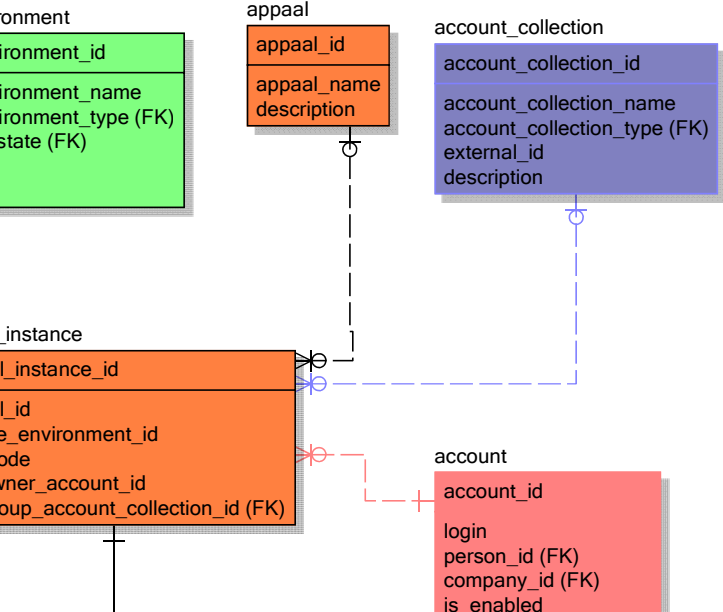 ronment
ironment_id
ironment_name
ironment_type (FK)
state (FK)
appaal
appaal_id
appaal_name
description
account_collection
account_collection_id
account_collection_name
account_collection_type (FK)
external_id
description
_instance
l_instance_id
l_id
e_environment_id
ode
wner_account_id
oup_account_collection_id (FK)
account
account_id
login
person_id (FK)
company_id (FK)
is_enabled